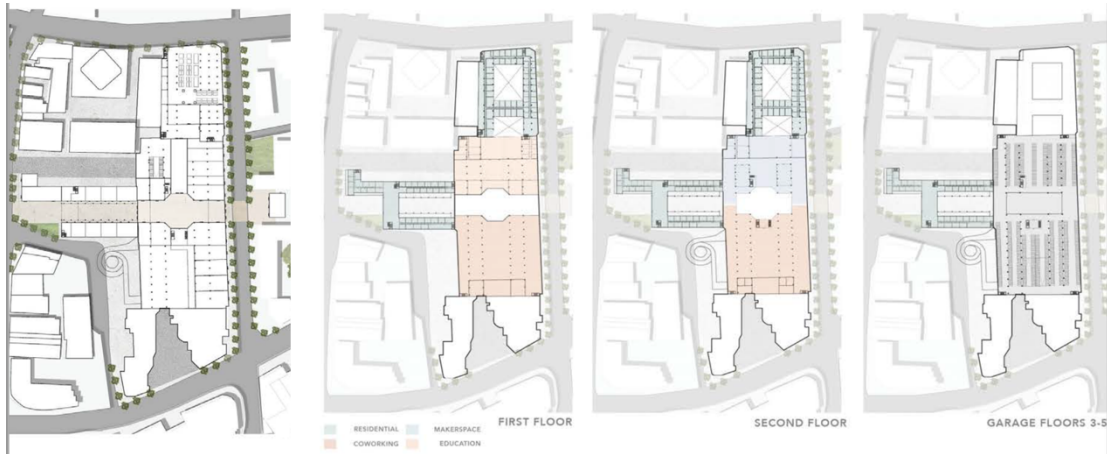 FIRST FLOOR
SECOND FLOOR
GARAGE FLOORS 3-5
RESIDENTIAL
MAKERSPACE
COWORKING
EDUCATION